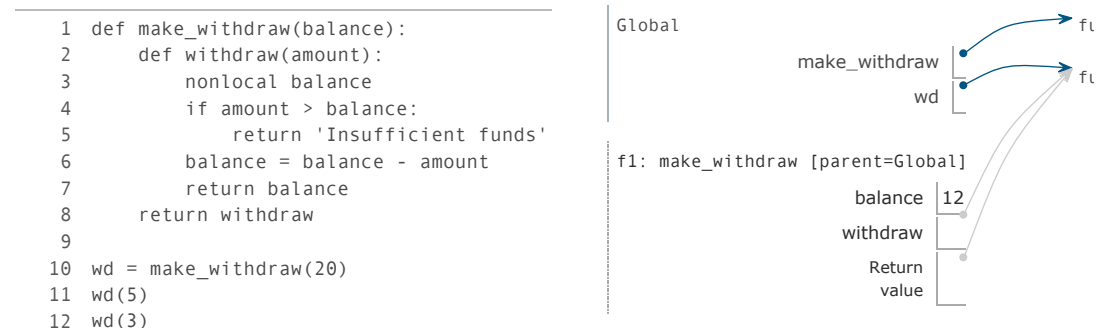 1 def make_withdraw(balance):
2     def withdraw(amount):
3         nonlocal balance
4         if amount > balance:
5             return 'Insufficient funds'
6         balance = balance - amount
7         return balance
8     return withdraw
9
10 wd = make_withdraw(20)
11 wd(5)
12 wd(3)
Global
make_withdraw
wd
f1: make_withdraw [parent=Global]
balance 12
withdraw
Return
value